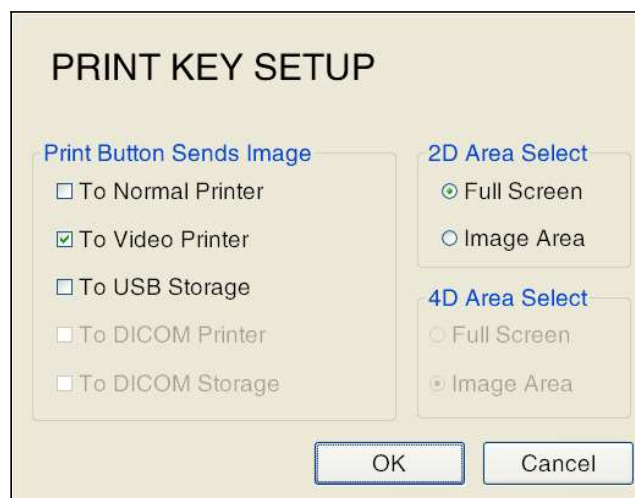 PRINT KEY SETUP
Print Button Sends Image
To Normal Printer
To Video Printer
To USB Storage
To DICOM Printer
To DICOM Storage
2D Area Select
Full Screen
Image Area
4D Area Select
Full Screen
Image Area
OK
Cancel